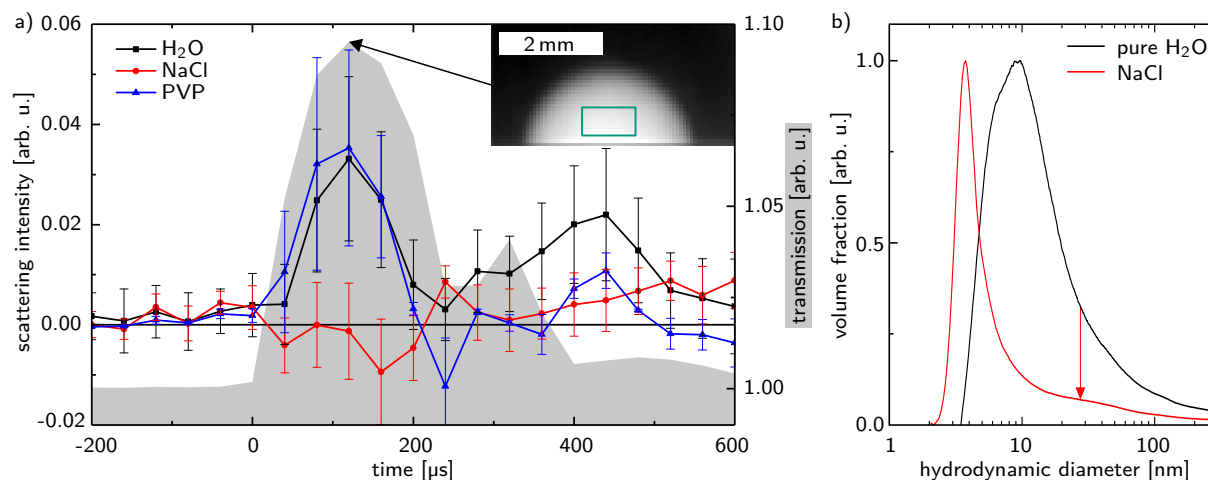 a)
0.06
0.04
0.02
0.00
-0.02
scattering intensity [arb. u.]
H₂O
NaCl
PVP
2 mm
1.10
1.05
1.00
transmission [arb. u.]
-200
0
200
400
600
time [µs]
b)
pure H₂O
NaCl
1.0
0.5
0.0
volume fraction [arb. u.]
1
10
100
hydrodynamic diameter [nm]